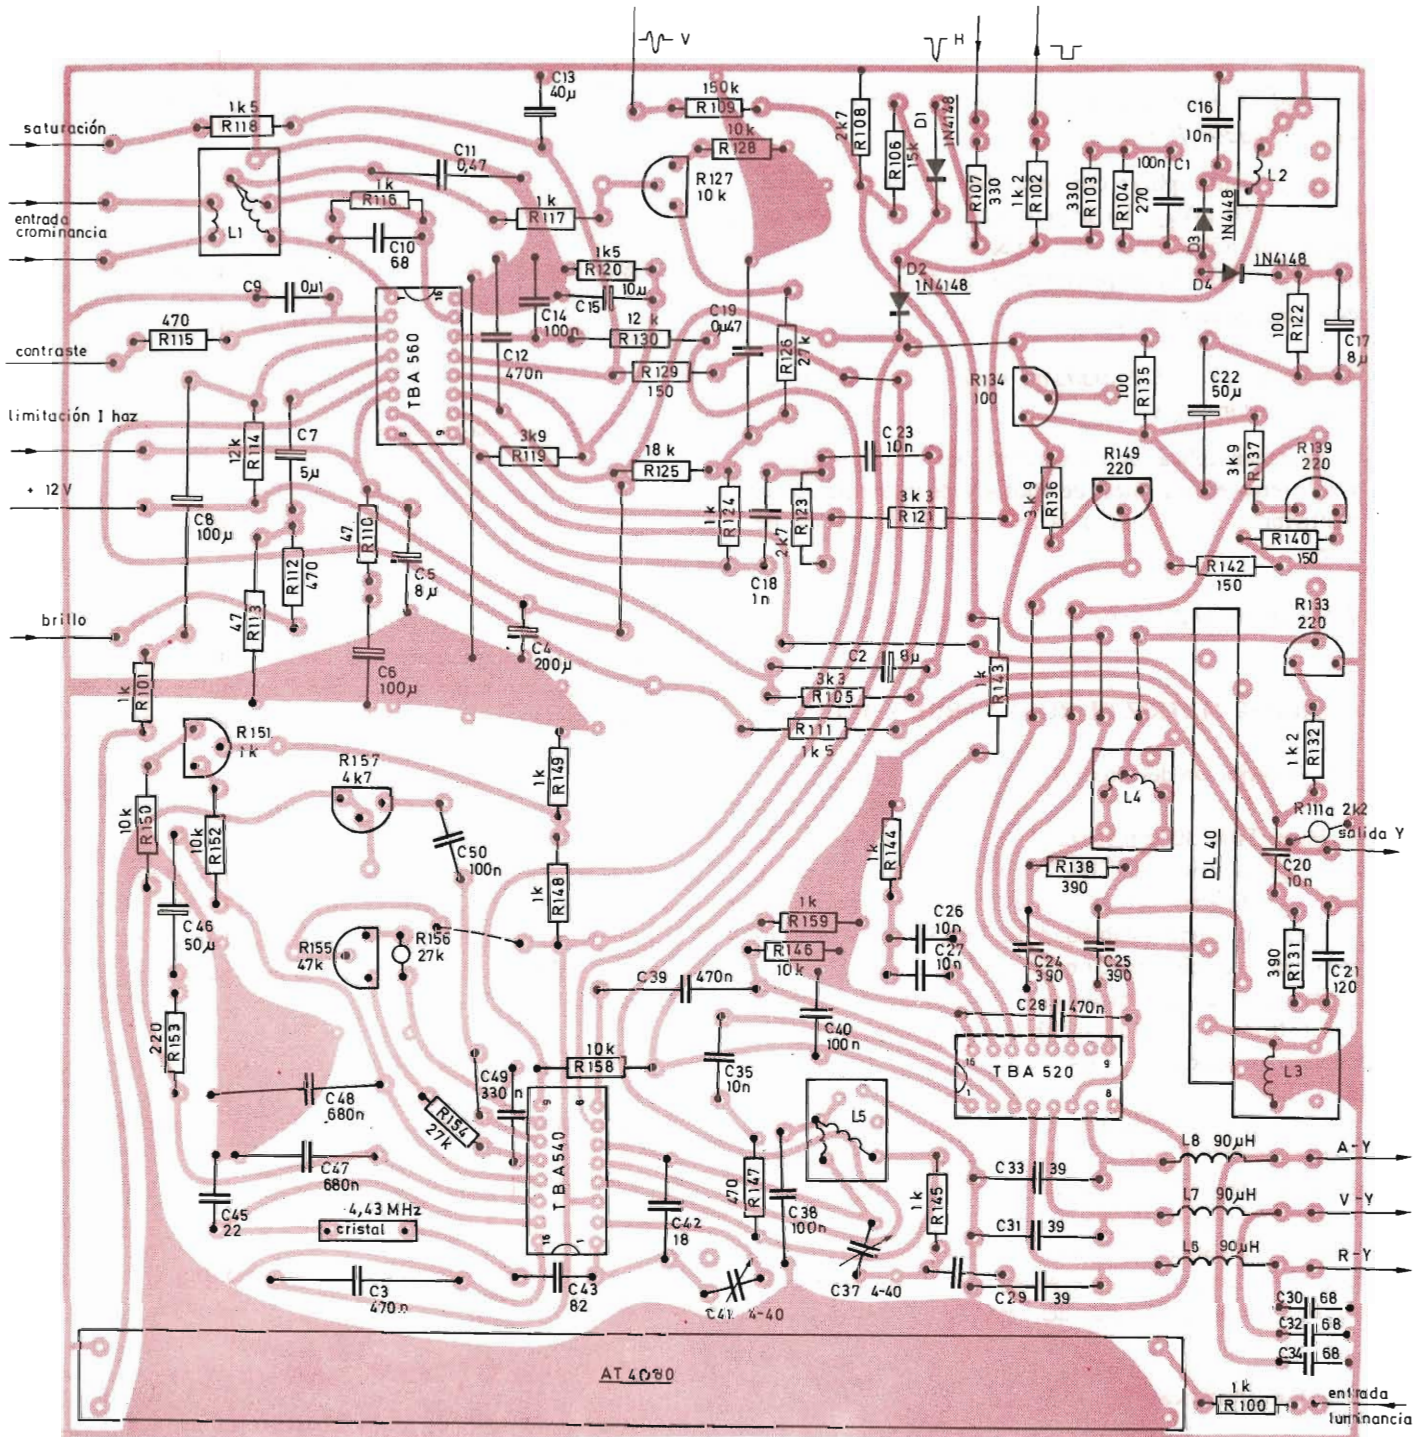 V
H
C13
40µ
150k
R109
10k
R128
2k7
R108
R106
15k
D1
1N4148
R107
330
1k2
R102
330
R103
R104
270
100n
C1
C16
10n
L2
1k5
R118
saturación
C11
0,47
1k
R116
R127
10k
1k
R117
entrada
crominancia
L1
C10
68
1k5
R120
10µ
C15
C14
100n
D2
1N4148
D3
1N4148
D4
1N4148
C9
0µ1
470
R115
contraste
1
16
TBA 560
8
9
C12
470n
12 k
R130
R129
150
C19
0µ47
R126
27k
R134
100
100
R135
C22
50µ
100
R122
C17
8µ
limitación I haz
12k
R114
C7
5µ
3k9
R119
18k
R125
C23
10n
3k9
R136
R149
220
3k9
R137
R139
220
+ 12V
C8
100µ
47
R110
C5
8µ
R112
470
1k
R124
2k7
R123
C18
1n
3k3
R121
R140
150
R142
150
brillo
47
R113
C4
200µ
C6
100µ
1k
R101
C2
8µ
3k3
R105
R111
1k5
1k
R143
R133
220
1k2
R132
R151
1k
R157
4k7
1k
R149
10k
R150
10k
R152
C50
100n
1k
R148
1k
R144
L4
R138
390
DL 40
R111a 2k2
salida Y
C20
10n
C46
50µ
R155
47k
R156
27k
1k
R159
R146
10k
C26
10n
C27
10n
C24
390
C25
390
390
R131
C21
120
C39
470n
220
R153
C40
100n
C28
470n
10k
R158
C49
330n
C35
10n
16
9
TBA 520
1
8
L3
C48
680n
R154
27k
9
8
TBA540
16
1
L5
C47
680n
C45
22
4,43 MHz
cristal
C42
18
470
R147
C38
100n
1k
R145
C33
39
L8
90µH
A-Y
C31
39
L7
90µH
V-Y
L6
90µH
R-Y
C3
470n
C43
82
C41
4-40
C37
4-40
C29
39
C30
68
C32
68
C34
68
AT 4080
1k
R100
entrada
luminancia